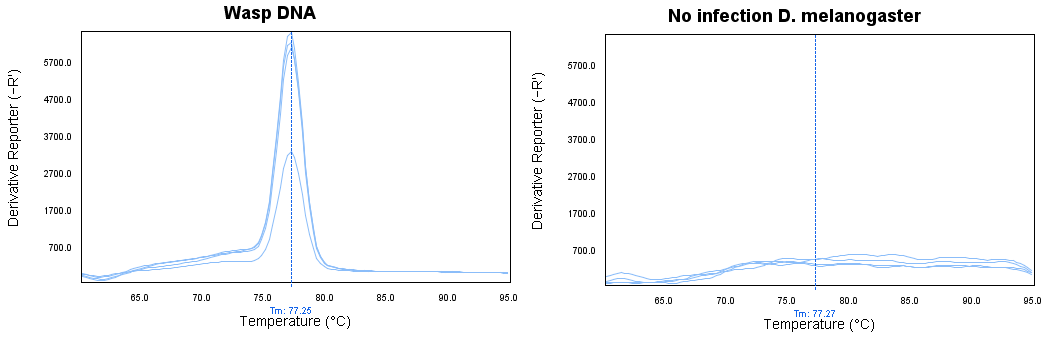 Wasp DNA
Derivative Reporter (−R')
5700.0
4700.0
3700.0
2700.0
1700.0
700.0
65.0 70.0 75.0 80.0 85.0 90.0 95.0
Tm: 77.25
Temperature (°C)
No infection D. melanogaster
Derivative Reporter (−R')
5700.0
4700.0
3700.0
2700.0
1700.0
700.0
65.0 70.0 75.0 80.0 85.0 90.0 95.0
Tm: 77.27
Temperature (°C)